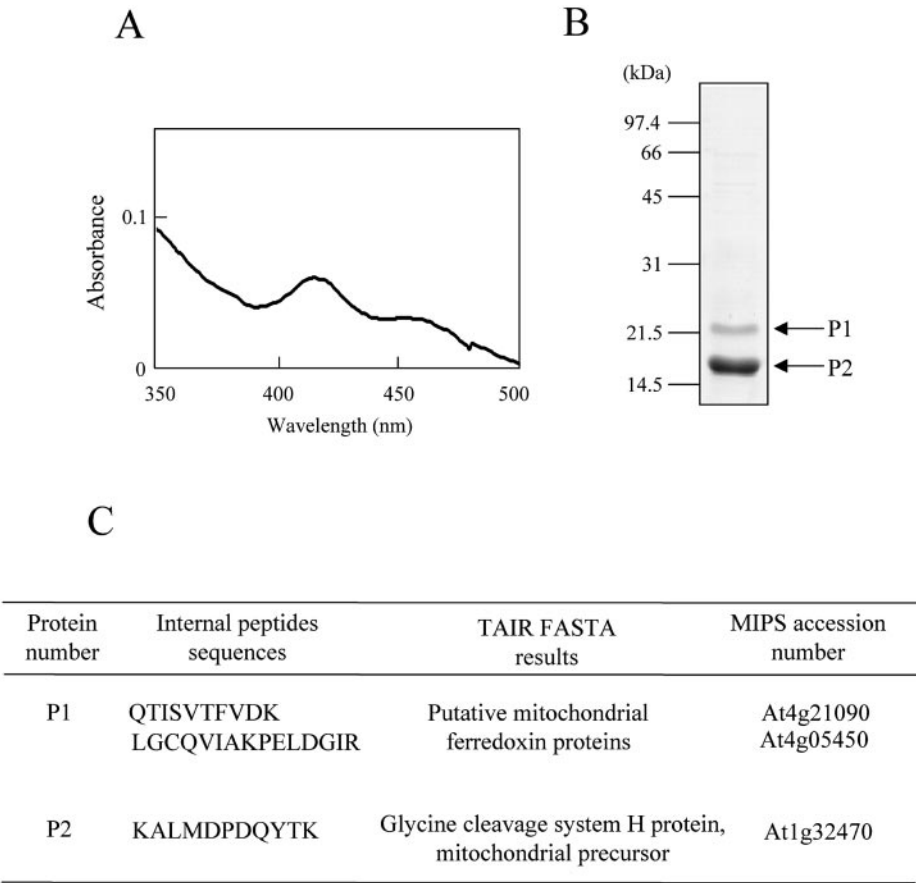 A
B
(kDa)
97.4
66
45
31
21.5
14.5
P1
P2
Absorbance
0.1
0
350
400
450
500
Wavelength (nm)
C
Protein number
Internal peptides sequences
TAIR FASTA results
MIPS accession number
P1
QTISVTFVDK
LGCQVIAKPELDGIR
Putative mitochondrial
ferredoxin proteins
At4g21090
At4g05450
P2
KALMDPDQYTK
Glycine cleavage system H protein,
mitochondrial precursor
At1g32470